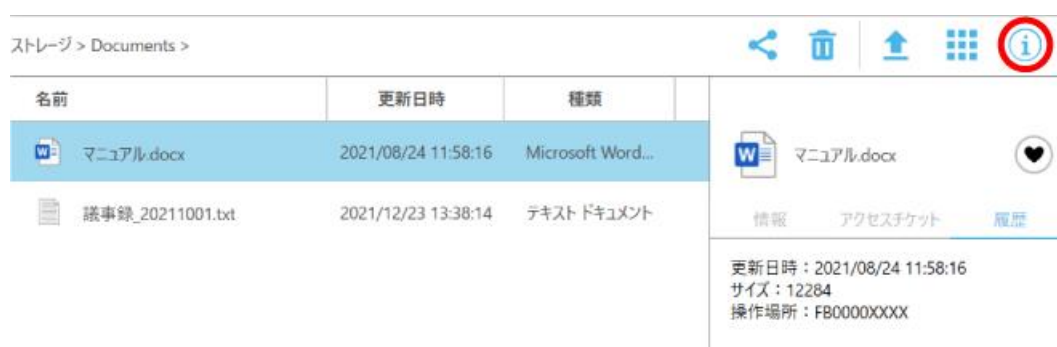 ストレージ > Documents >
名前 更新日時 種類
マニュアル.docx 2021/08/24 11:58:16 Microsoft Word...
議事録_20211001.txt 2021/12/23 13:38:14 テキスト ドキュメント
マニュアル.docx
情報 アクセスチケット 履歴
更新日時：2021/08/24 11:58:16
サイズ：12284
操作場所：FB0000XXXX